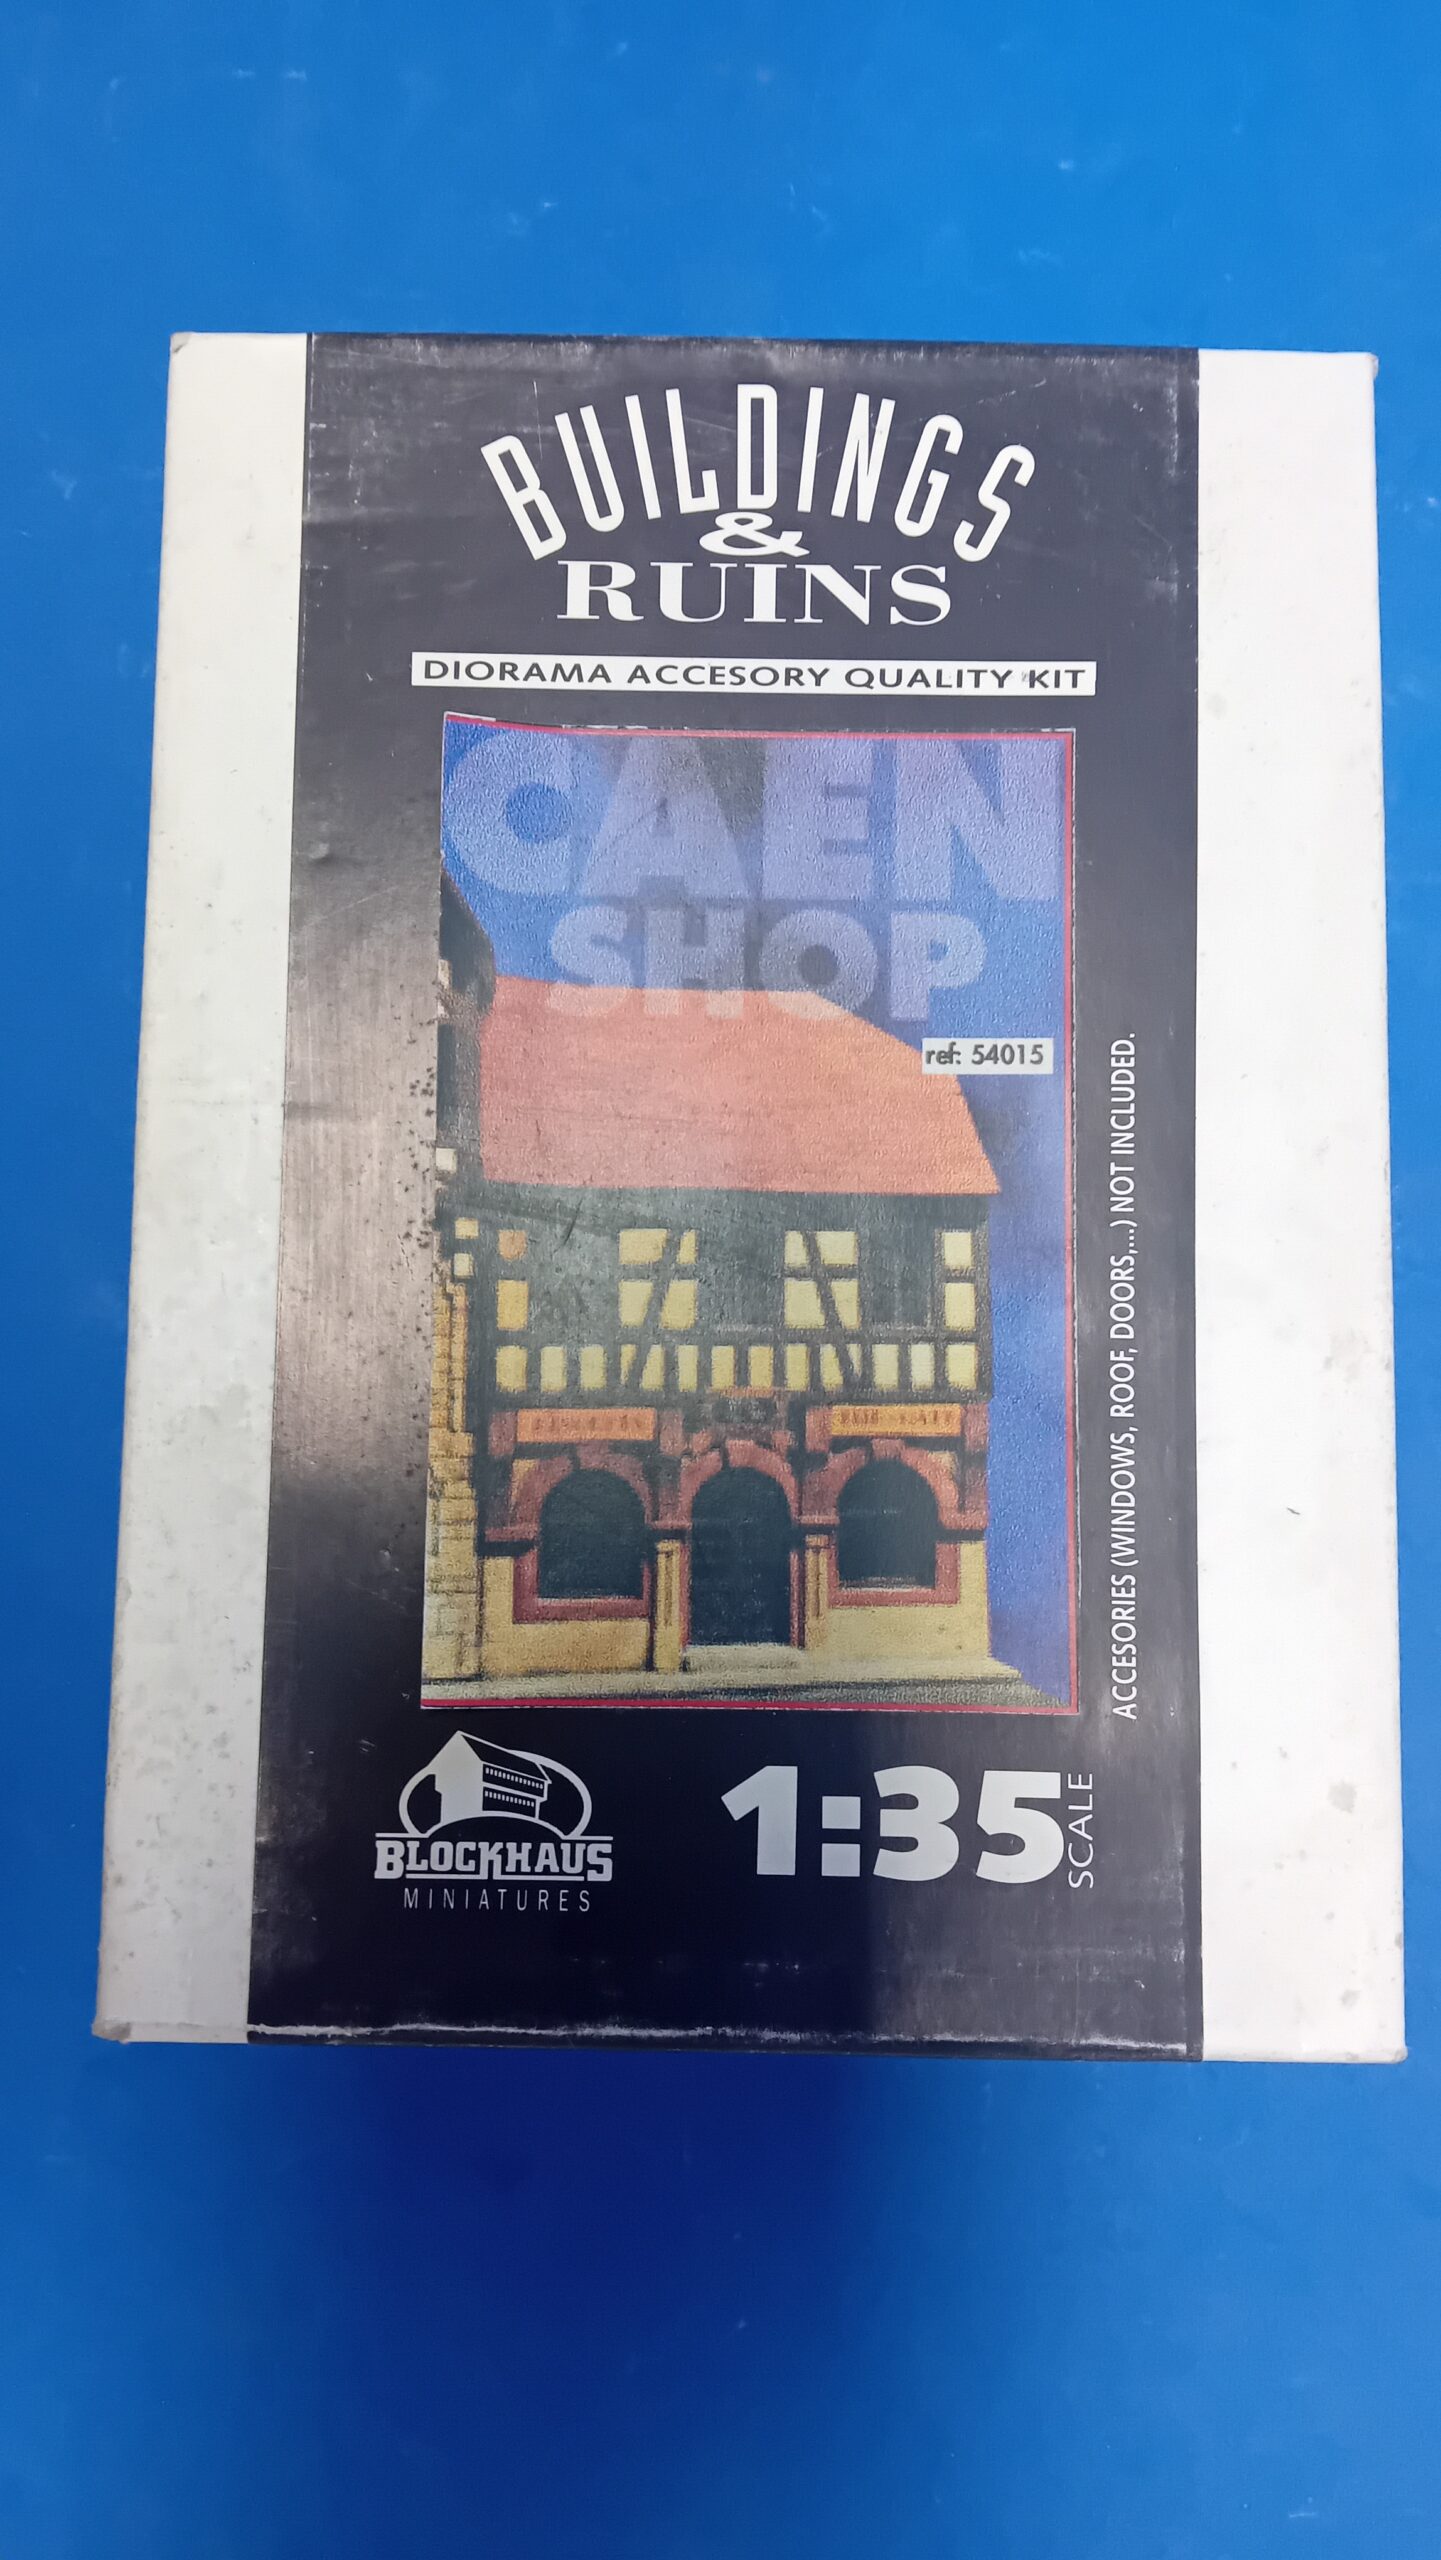 BUILDINGS
&
RUINS
DIORAMA ACCESORY QUALITY KIT
CAEN
SHOP
ref: 54015
ACCESORIES (WINDOWS, ROOF, DOORS,...) NOT INCLUDED.
BLOCKHAUS
MINIATURES
1:35
SCALE